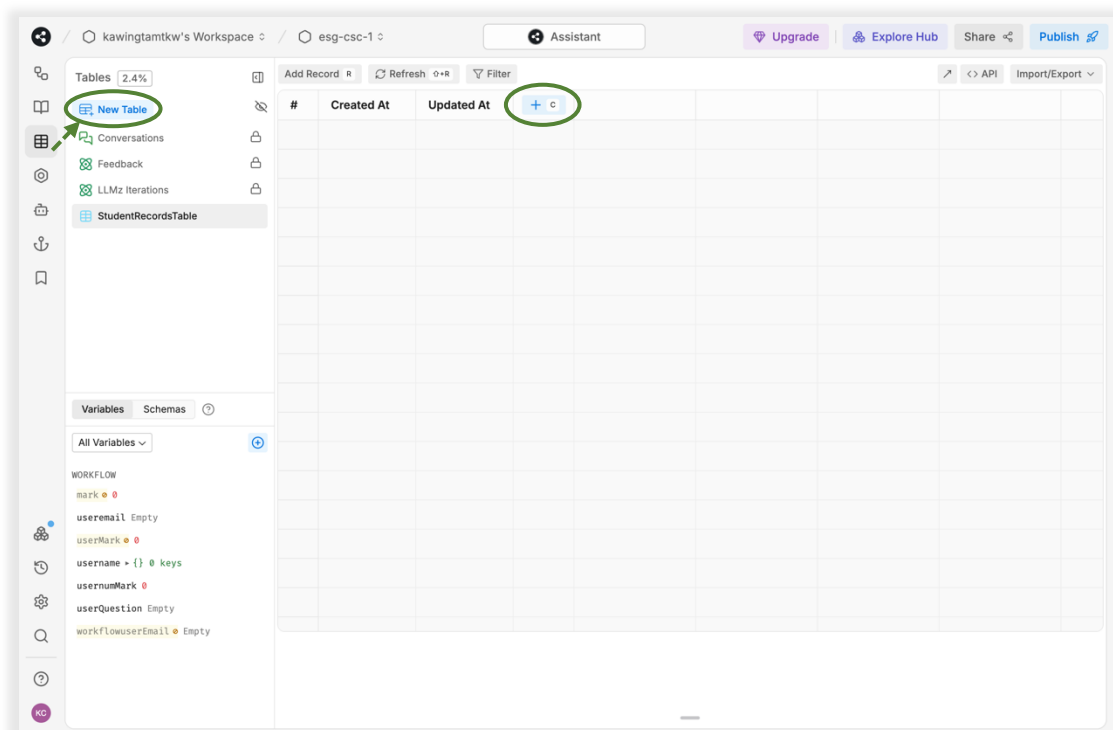 kawingtamtkw's Workspace
esg-csc-1
Assistant
Upgrade
Explore Hub
Share
Publish
Tables 2.4%
New Table
Conversations
Feedback
LLMz Iterations
StudentRecordsTable
Add Record R
Refresh ⇧+R
Filter
API
Import/Export
# Created At Updated At + C
Variables Schemas
All Variables
WORKFLOW
mark 0
useremail Empty
userMark 0
username {} 0 keys
usernumMark 0
userQuestion Empty
workflowuserEmail Empty
KC